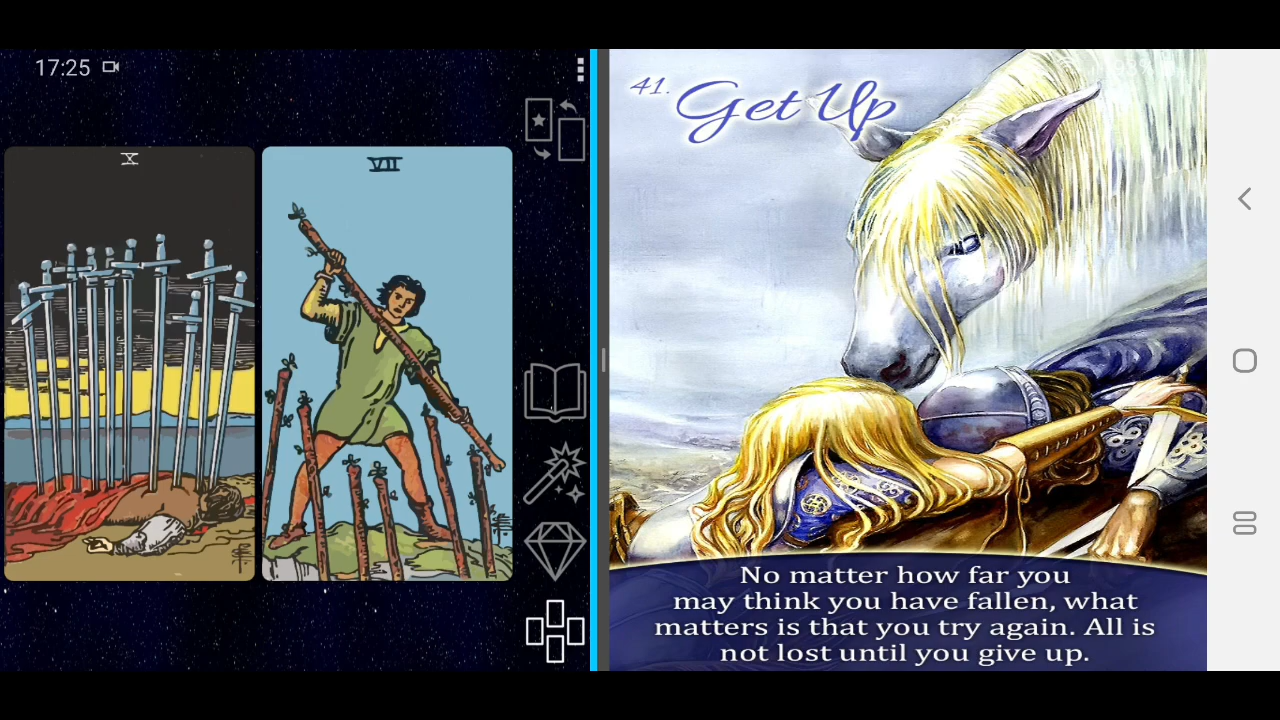 17:25
X
VII
41. Get Up
No matter how far you
may think you have fallen, what
matters is that you try again. All is
not lost until you give up.